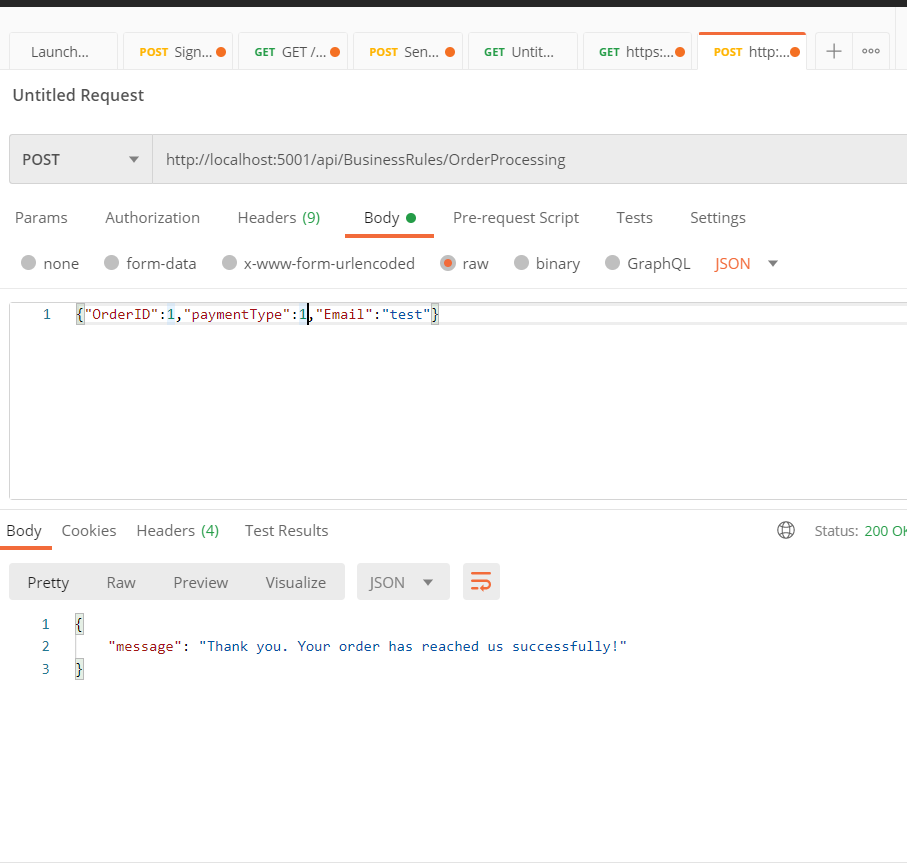 Launch... POST Sign... GET GET /... POST Sen... GET Untit... GET https:... POST http:...
Untitled Request
POST http://localhost:5001/api/BusinessRules/OrderProcessing
Params Authorization Headers (9) Body Pre-request Script Tests Settings
none form-data x-www-form-urlencoded raw binary GraphQL JSON
1 {"OrderID":1,"paymentType":1,"Email":"test"}
Body Cookies Headers (4) Test Results Status: 200 OK
Pretty Raw Preview Visualize JSON
1 {
2 "message": "Thank you. Your order has reached us successfully!"
3 }